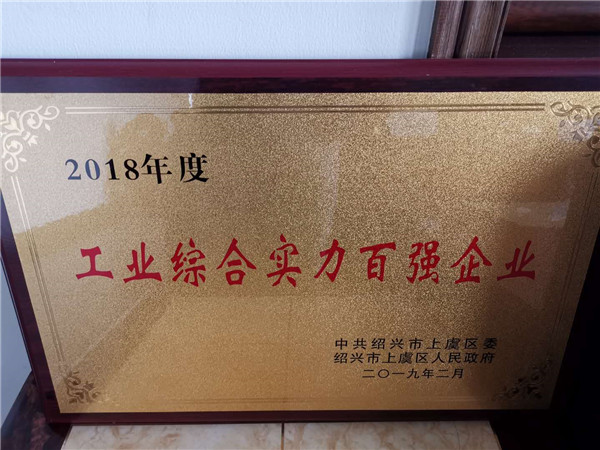 2018年度
工业综合实力百强企业
中共绍兴市上虞区委
绍兴市上虞区人民政府
二〇一九年二月